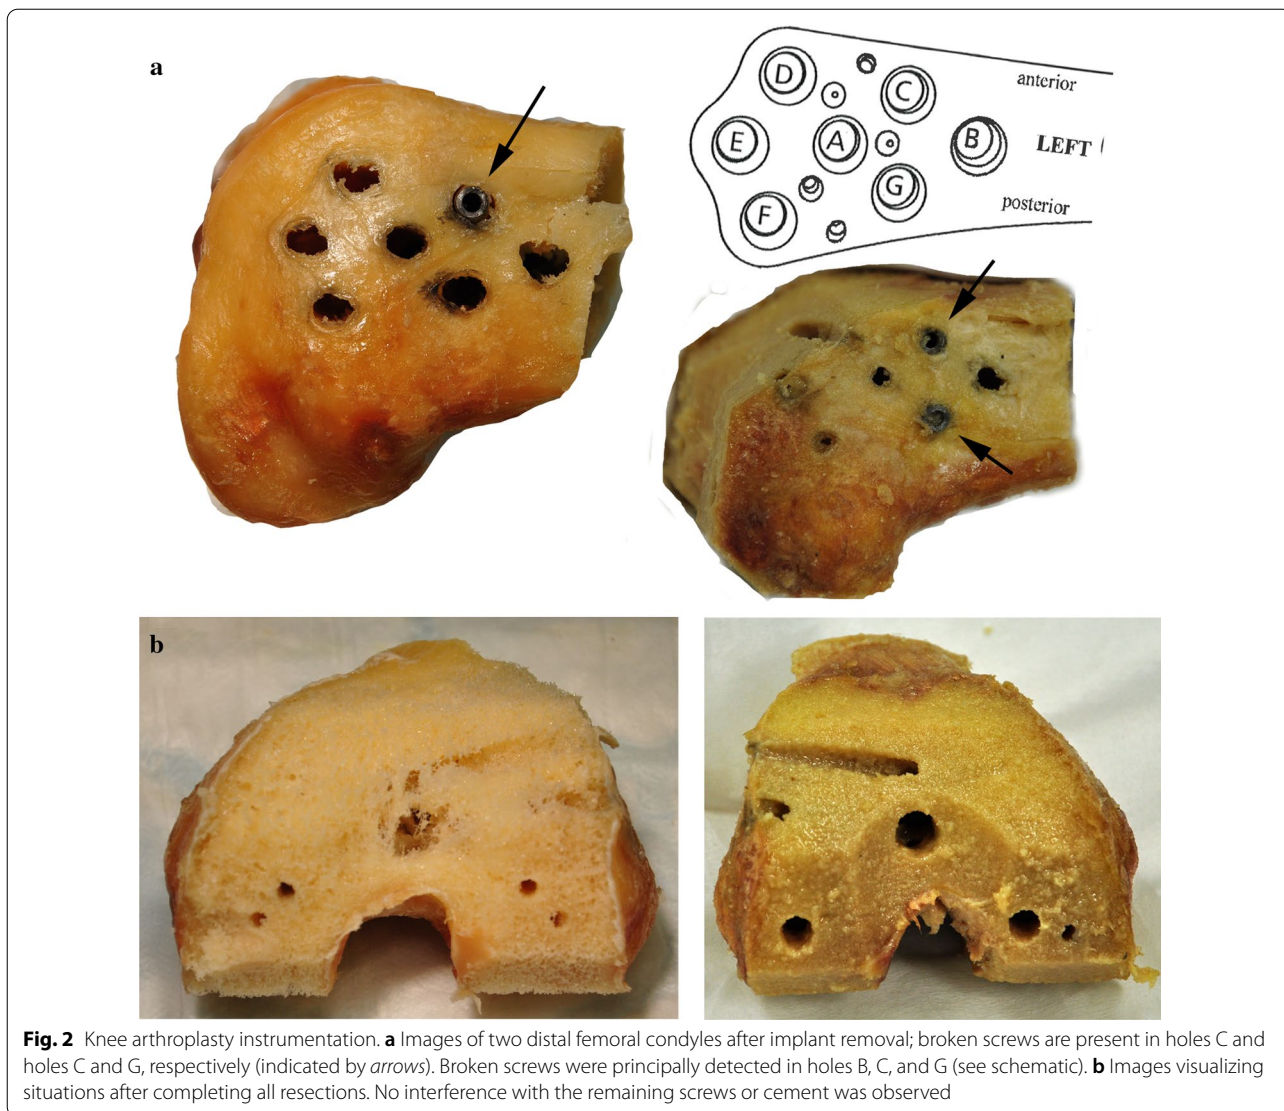 a
D
C
anterior
E
A
B
LEFT
G
F
posterior
b
Fig. 2 Knee arthroplasty instrumentation. a Images of two distal femoral condyles after implant removal; broken screws are present in holes C and
holes C and G, respectively (indicated by arrows). Broken screws were principally detected in holes B, C, and G (see schematic). b Images visualizing
situations after completing all resections. No interference with the remaining screws or cement was observed